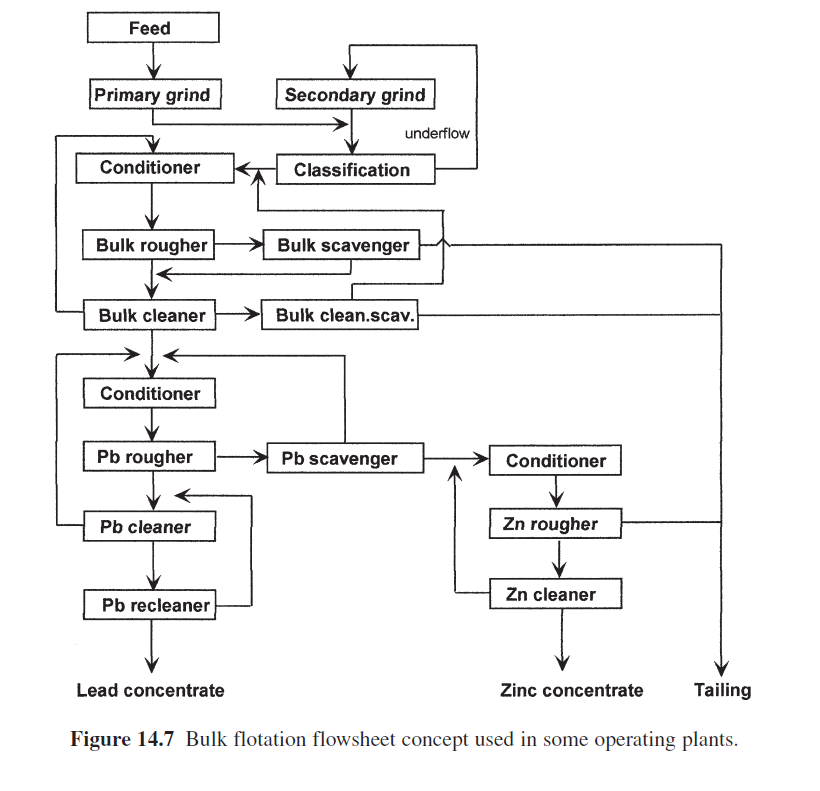 Feed
Primary grind
Secondary grind
underflow
Conditioner
Classification
Bulk rougher
Bulk scavenger
Bulk cleaner
Bulk clean.scav.
Conditioner
Pb rougher
Pb scavenger
Conditioner
Pb cleaner
Zn rougher
Pb recleaner
Zn cleaner
Lead concentrate
Zinc concentrate
Tailing
Figure 14.7 Bulk flotation flowsheet concept used in some operating plants.